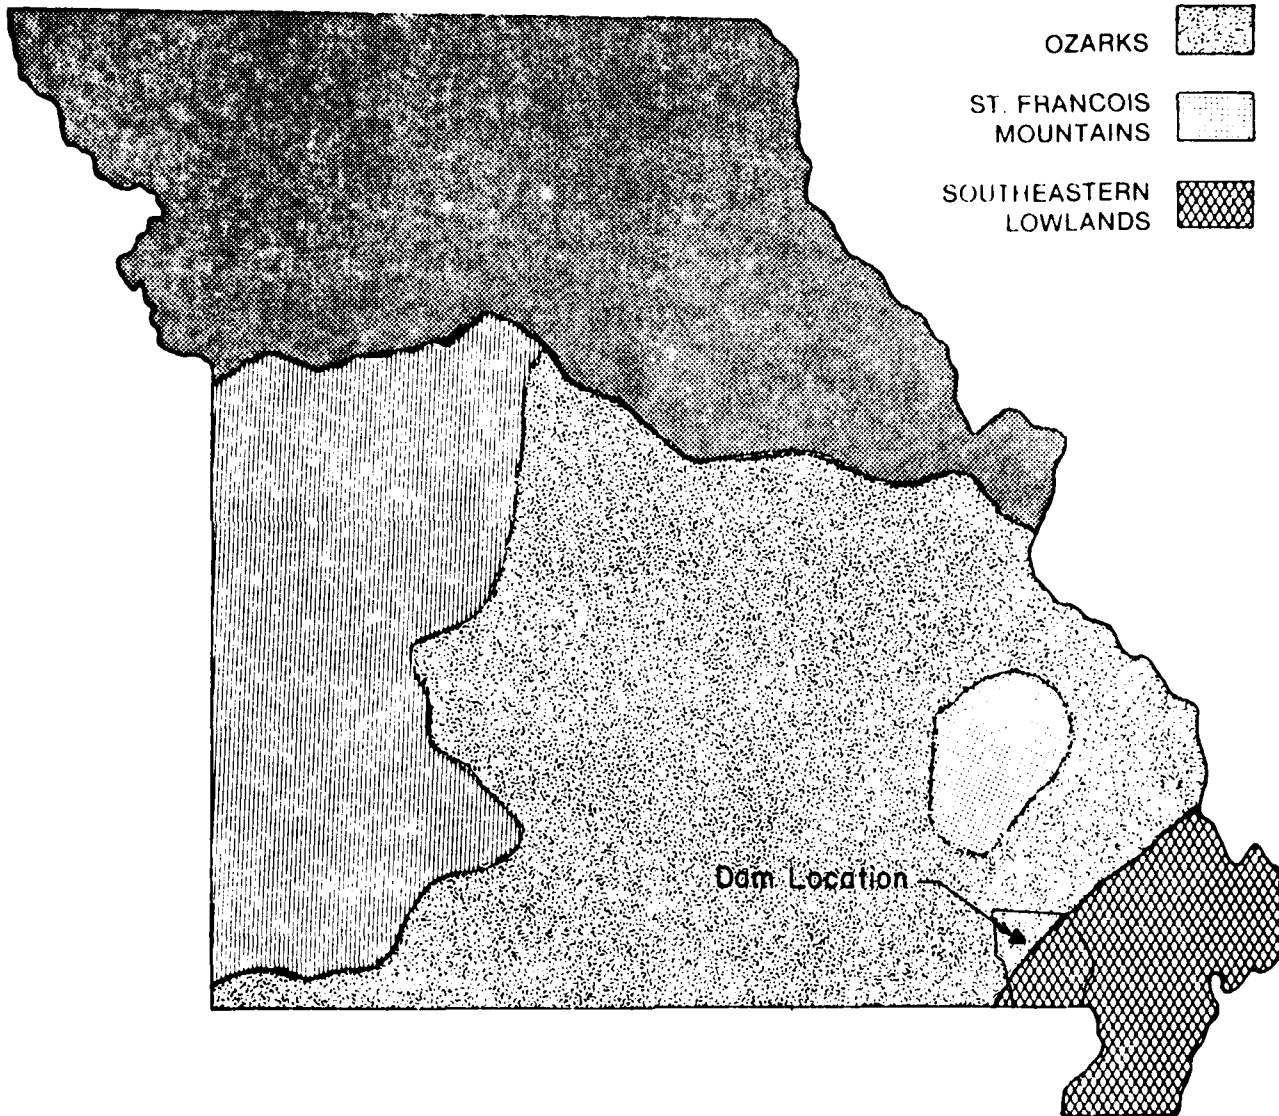 OZARKS
ST. FRANCOIS
MOUNTAINS
SOUTHEASTERN
LOWLANDS
Dam Location